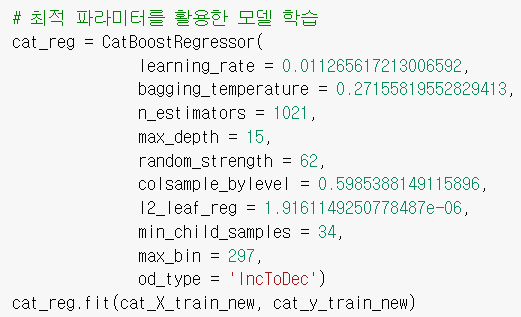 # 최적 파라미터를 활용한 모델 학습
cat_reg = CatBoostRegressor(
learning_rate = 0.011265617213006592,
bagging_temperature = 0.27155819552829413,
n_estimators = 1021,
max_depth = 15,
random_strength = 62,
colsample_bylevel = 0.5985388149115896,
l2_leaf_reg = 1.9161149250778487e-06,
min_child_samples = 34,
max_bin = 297,
od_type = 'IncToDec')
cat_reg.fit(cat_X_train_new, cat_y_train_new)